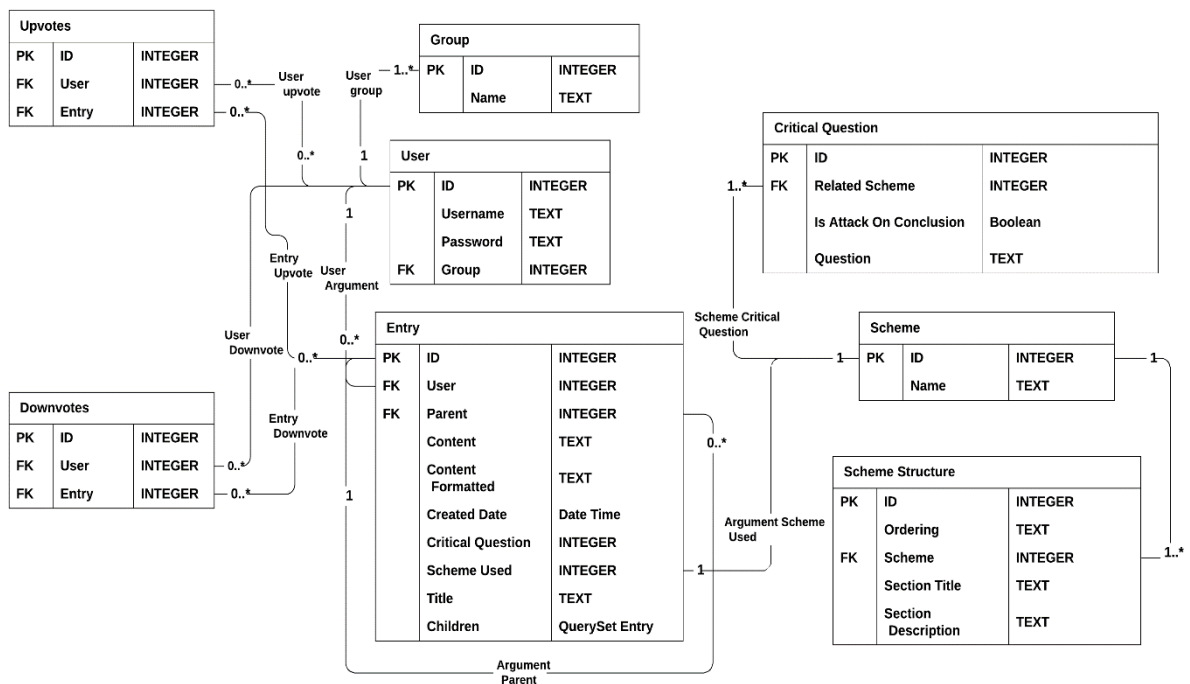 Upvotes
PK ID INTEGER
FK User INTEGER
FK Entry INTEGER
0..*
0..*
User
upvote
0..*
User
group
1
1..*
Group
PK ID INTEGER
Name TEXT
User
PK ID INTEGER
Username TEXT
Password TEXT
FK Group INTEGER
1
User
Argument
0..*
Entry
Upvote
0..*
User
Downvote
Entry
Downvote
Downvotes
PK ID INTEGER
FK User INTEGER
FK Entry INTEGER
0..*
0..*
Entry
PK ID INTEGER
FK User INTEGER
FK Parent INTEGER
Content TEXT
Content
Formatted TEXT
Created Date Date Time
Critical Question INTEGER
Scheme Used INTEGER
Title TEXT
Children QuerySet Entry
1
0..*
Argument
Parent
1
Argument Scheme
Used
Critical Question
PK ID INTEGER
FK Related Scheme INTEGER
Is Attack On Conclusion Boolean
Question TEXT
1..*
Scheme Critical
Question
1
Scheme
PK ID INTEGER
Name TEXT
1
Scheme Structure
PK ID INTEGER
Ordering TEXT
FK Scheme INTEGER
Section Title TEXT
Section
Description TEXT
1..*